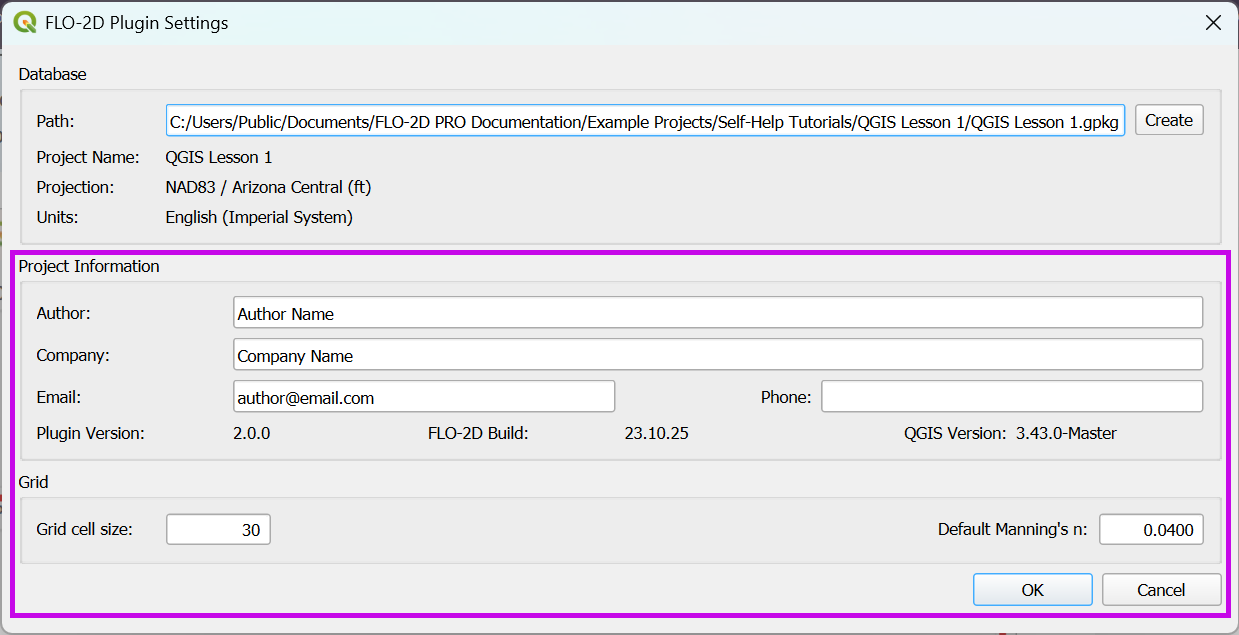 FLO-2D Plugin Settings
Database
Path: C:/Users/Public/Documents/FLO-2D PRO Documentation/Example Projects/Self-Help Tutorials/QGIS Lesson 1/QGIS Lesson 1.gpkg Create
Project Name: QGIS Lesson 1
Projection: NAD83 / Arizona Central (ft)
Units: English (Imperial System)
Project Information
Author: Author Name
Company: Company Name
Email: author@email.com Phone:
Plugin Version: 2.0.0 FLO-2D Build: 23.10.25 QGIS Version: 3.43.0-Master
Grid
Grid cell size: 30 Default Manning's n: 0.0400
OK Cancel